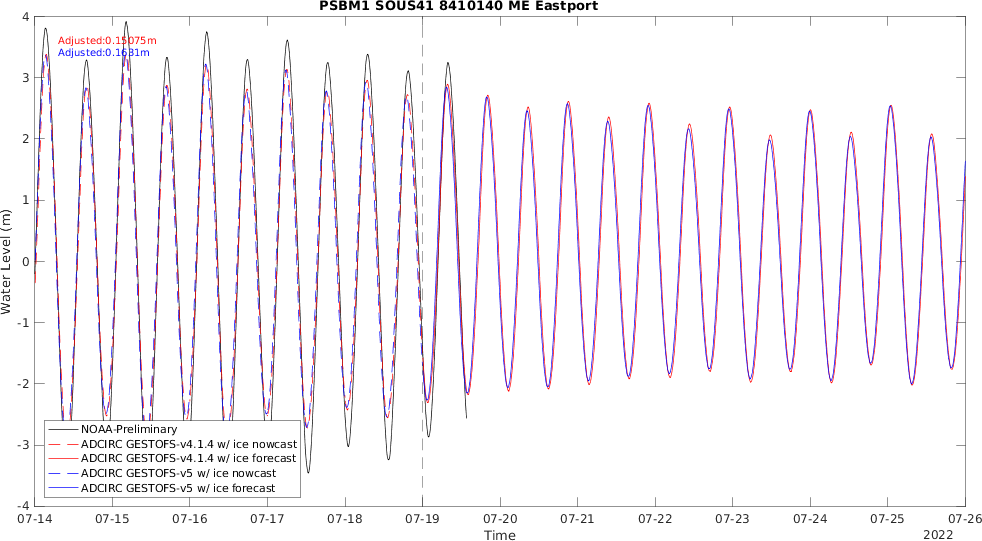 PSBM1 SOUS41 8410140 ME Eastport
Adjusted:0.15075m
Adjusted:0.1631m
Water Level (m)
4
3
2
1
0
-1
-2
-3
-4
NOAA-Preliminary
ADCIRC GESTOFS-v4.1.4 w/ ice nowcast
ADCIRC GESTOFS-v4.1.4 w/ ice forecast
ADCIRC GESTOFS-v5 w/ ice nowcast
ADCIRC GESTOFS-v5 w/ ice forecast
07-14 07-15 07-16 07-17 07-18 07-19 07-20 07-21 07-22 07-23 07-24 07-25 07-26
Time
2022